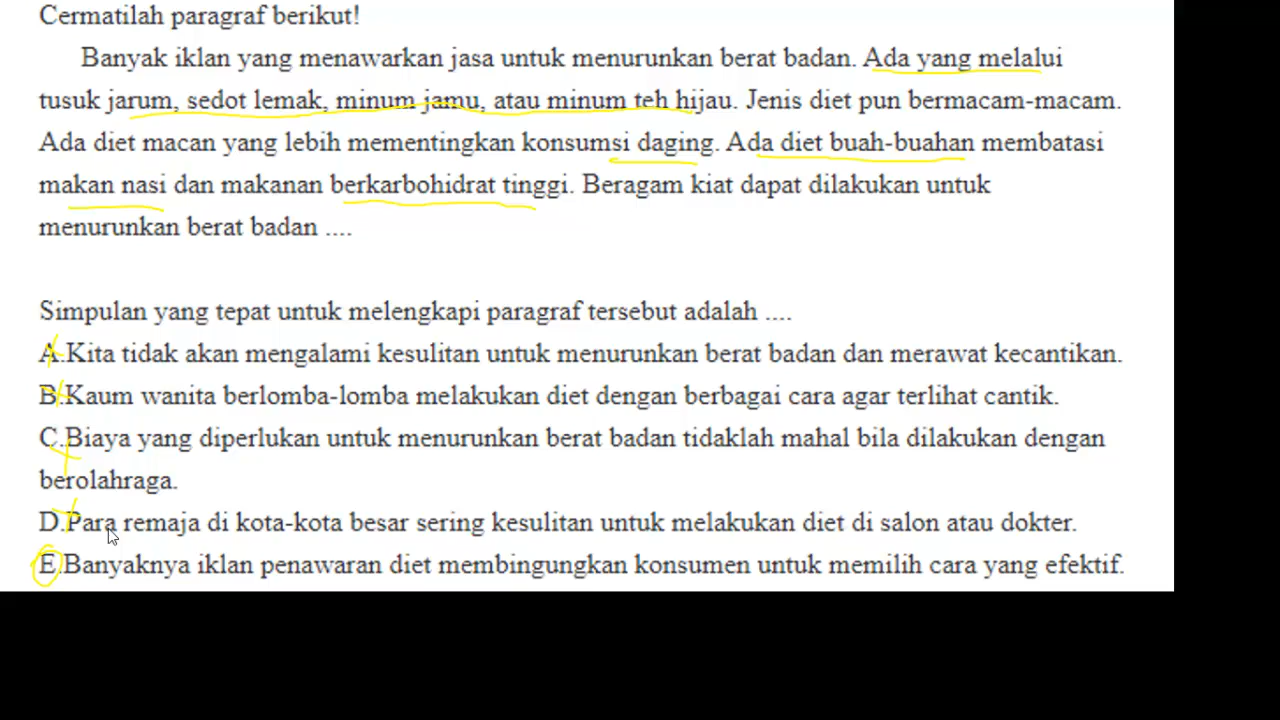 Cermatilah paragraf berikut!
Banyak iklan yang menawarkan jasa untuk menurunkan berat badan. Ada yang melalui
tusuk jarum, sedot lemak, minum jamu, atau minum teh hijau. Jenis diet pun bermacam-macam.
Ada diet macan yang lebih mementingkan konsumsi daging. Ada diet buah-buahan membatasi
makan nasi dan makanan berkarbohidrat tinggi. Beragam kiat dapat dilakukan untuk
menurunkan berat badan ....
Simpulan yang tepat untuk melengkapi paragraf tersebut adalah ....
A.Kita tidak akan mengalami kesulitan untuk menurunkan berat badan dan merawat kecantikan.
B.Kaum wanita berlomba-lomba melakukan diet dengan berbagai cara agar terlihat cantik.
C.Biaya yang diperlukan untuk menurunkan berat badan tidaklah mahal bila dilakukan dengan
berolahraga.
D.Para remaja di kota-kota besar sering kesulitan untuk melakukan diet di salon atau dokter.
E.Banyaknya iklan penawaran diet membingungkan konsumen untuk memilih cara yang efektif.